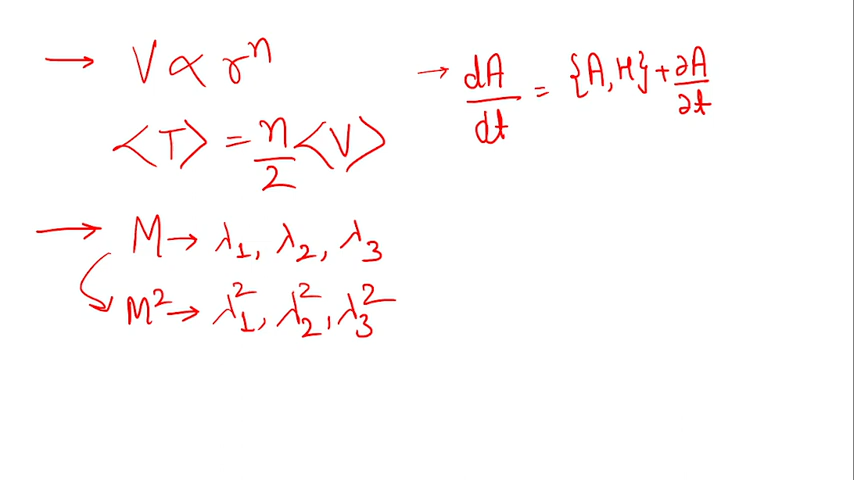 → V ∝ r^n
<T> = n/2 <V>
→ M → λ₁, λ₂, λ₃
M² → λ₁², λ₂², λ₃²
→ dA/dt = {A, H} + ∂A/∂t